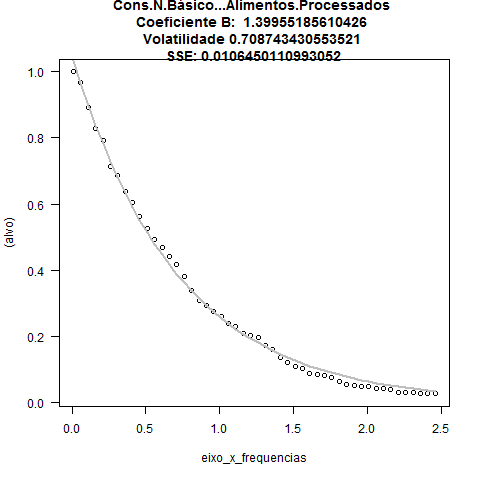 Cons.N.Básico...Alimentos.Processados
Coeficiente B:  1.39955185610426
Volatilidade 0.708743430553521
SSE: 0.0106450110993052
1.0
0.8
0.6
0.4
0.2
0.0
(alvo)
0.0 0.5 1.0 1.5 2.0 2.5
eixo_x_frequencias